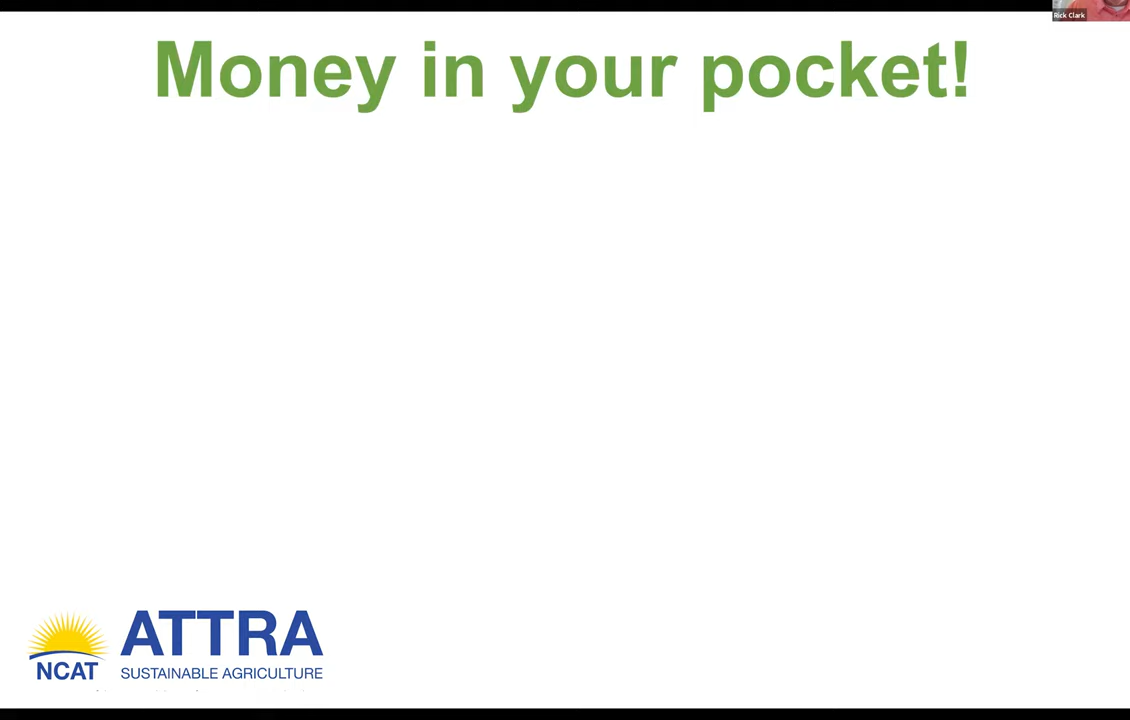 Rick Clark
Money in your pocket!
ATTRA
NCAT
SUSTAINABLE AGRICULTURE